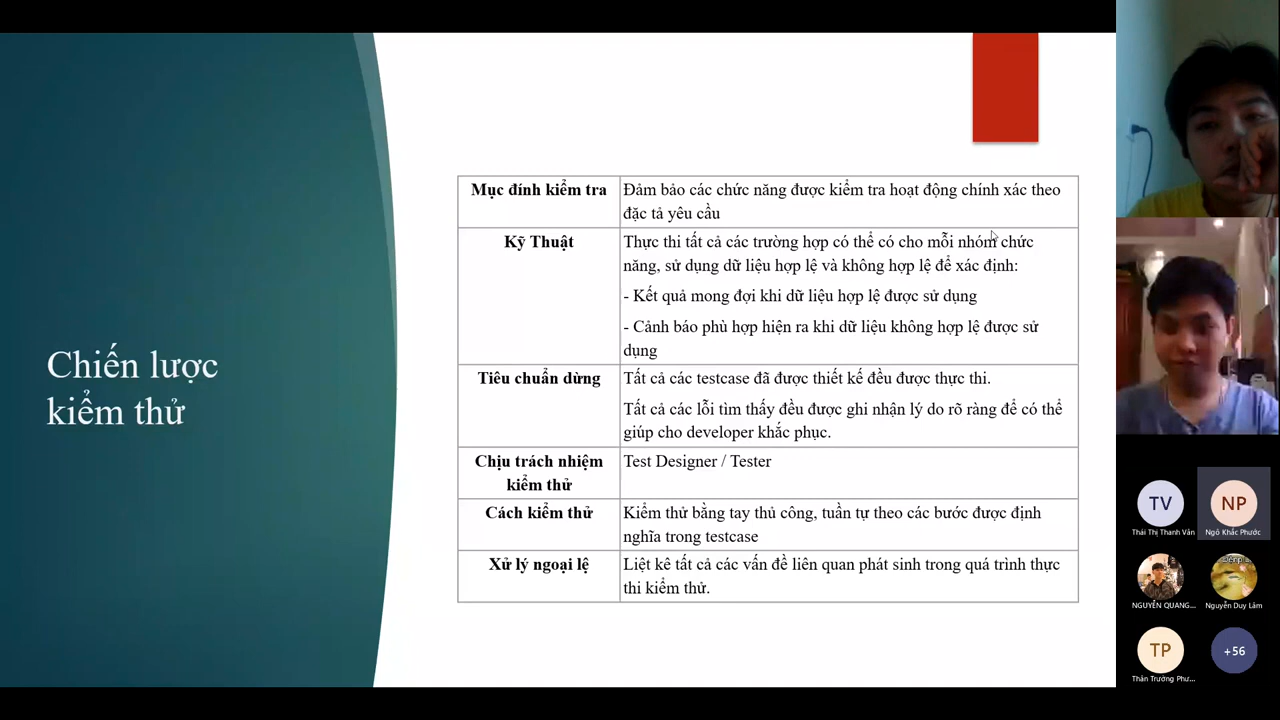 Chiến lược
kiểm thử
Mục đính kiểm tra
Đảm bảo các chức năng được kiểm tra hoạt động chính xác theo
đặc tả yêu cầu
Kỹ Thuật
Thực thi tất cả các trường hợp có thể có cho mỗi nhóm chức
năng, sử dụng dữ liệu hợp lệ và không hợp lệ để xác định:
- Kết quả mong đợi khi dữ liệu hợp lệ được sử dụng
- Cảnh báo phù hợp hiện ra khi dữ liệu không hợp lệ được sử
dụng
Tiêu chuẩn dừng
Tất cả các testcase đã được thiết kế đều được thực thi.
Tất cả các lỗi tìm thấy đều được ghi nhận lý do rõ ràng để có thể
giúp cho developer khắc phục.
Chịu trách nhiệm
kiểm thử
Test Designer / Tester
Cách kiểm thử
Kiểm thử bằng tay thủ công, tuần tự theo các bước được định
nghĩa trong testcase
Xử lý ngoại lệ
Liệt kê tất cả các vấn đề liên quan phát sinh trong quá trình thực
thi kiểm thử.
TV
NP
Thái Thị Thanh Vân
Ngô Khắc Phước
NGUYỄN QUANG...
Nguyễn Duy Lâm
TP
+56
Thân Trường Phư...